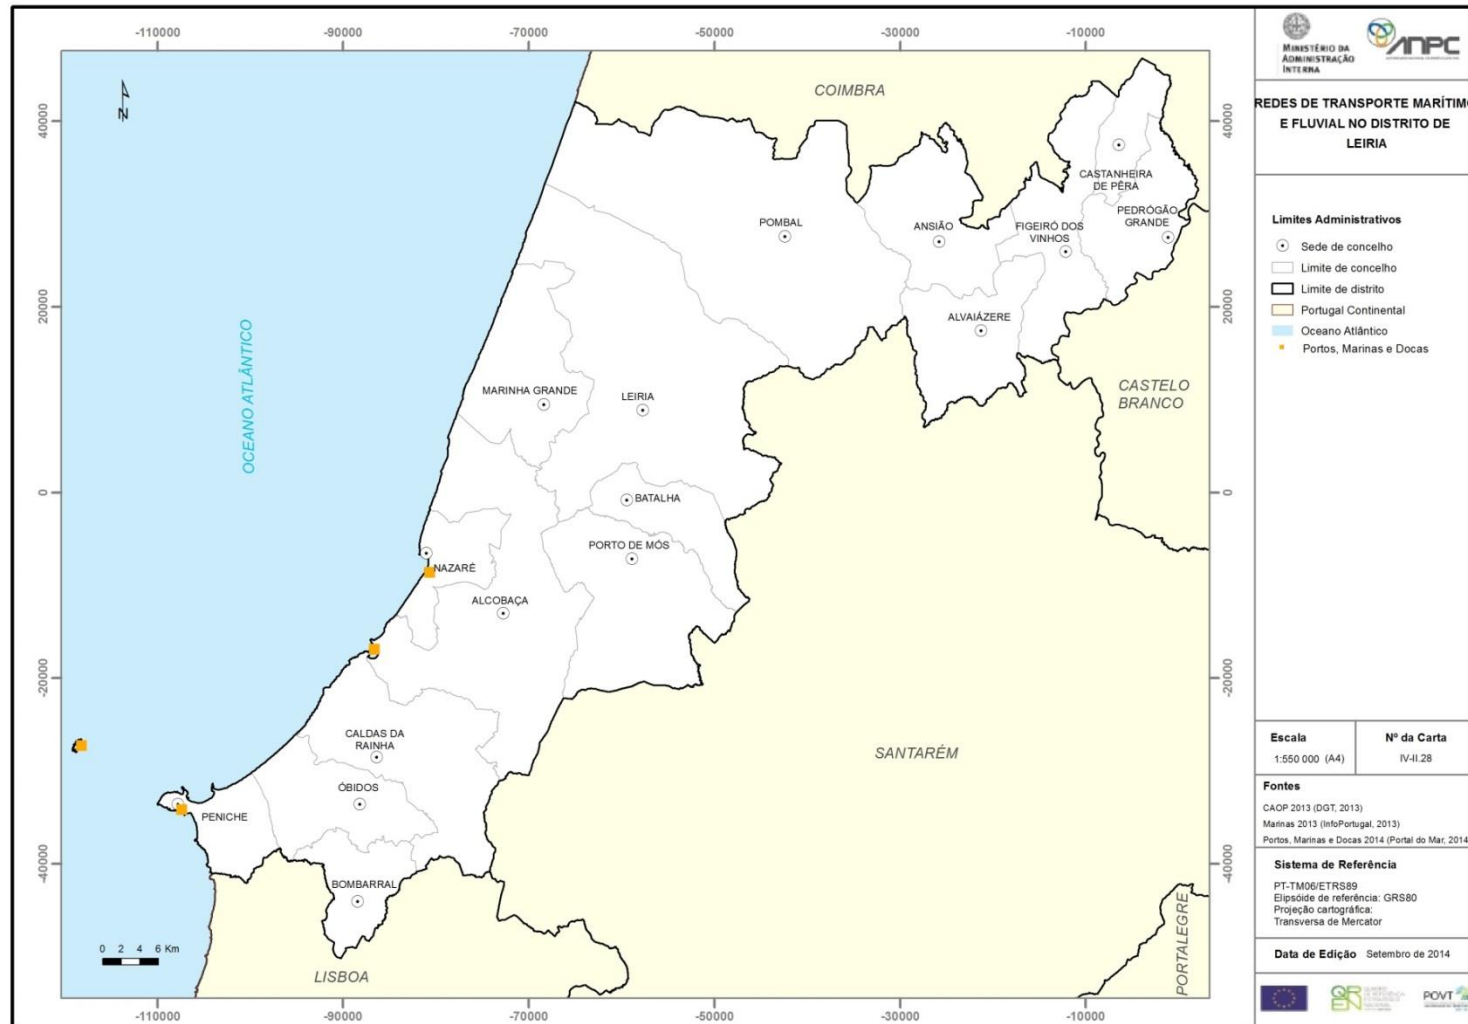 -110000 -90000 -70000 -50000 -30000 -10000
40000
20000
0
-20000
-40000
40000
20000
0
-20000
-40000
-110000 -90000 -70000 -50000 -30000 -10000
N
OCEANO ATLÂNTICO
COIMBRA
CASTANHEIRA
DE PÊRA
PEDRÓGÃO
GRANDE
POMBAL
ANSIÃO
FIGEIRÓ DOS
VINHOS
ALVAIÁZERE
CASTELO
BRANCO
MARINHA GRANDE
LEIRIA
BATALHA
PORTO DE MÓS
NAZARÉ
ALCOBAÇA
CALDAS DA
RAINHA
SANTARÉM
ÓBIDOS
PENICHE
BOMBARRAL
LISBOA
PORTALEGRE
0 2 4 6 Km
MINISTÉRIO DA
ADMINISTRAÇÃO
INTERNA
ANPC
REDES DE TRANSPORTE MARÍTIMO
E FLUVIAL NO DISTRITO DE
LEIRIA
Limites Administrativos
Sede de concelho
Limite de concelho
Limite de distrito
Portugal Continental
Oceano Atlântico
Portos, Marinas e Docas
Escala
1:550 000 (A4)
Nº da Carta
IV-II.28
Fontes
CAOP 2013 (DGT, 2013)
Marinas 2013 (InfoPortugal, 2013)
Portos, Marinas e Docas 2014 (Portal do Mar, 2014
Sistema de Referência
PT-TM06/ETRS89
Elipsóide de referência: GRS80
Projeção cartográfica:
Transversa de Mercator
Data de Edição Setembro de 2014
QREN
POVT